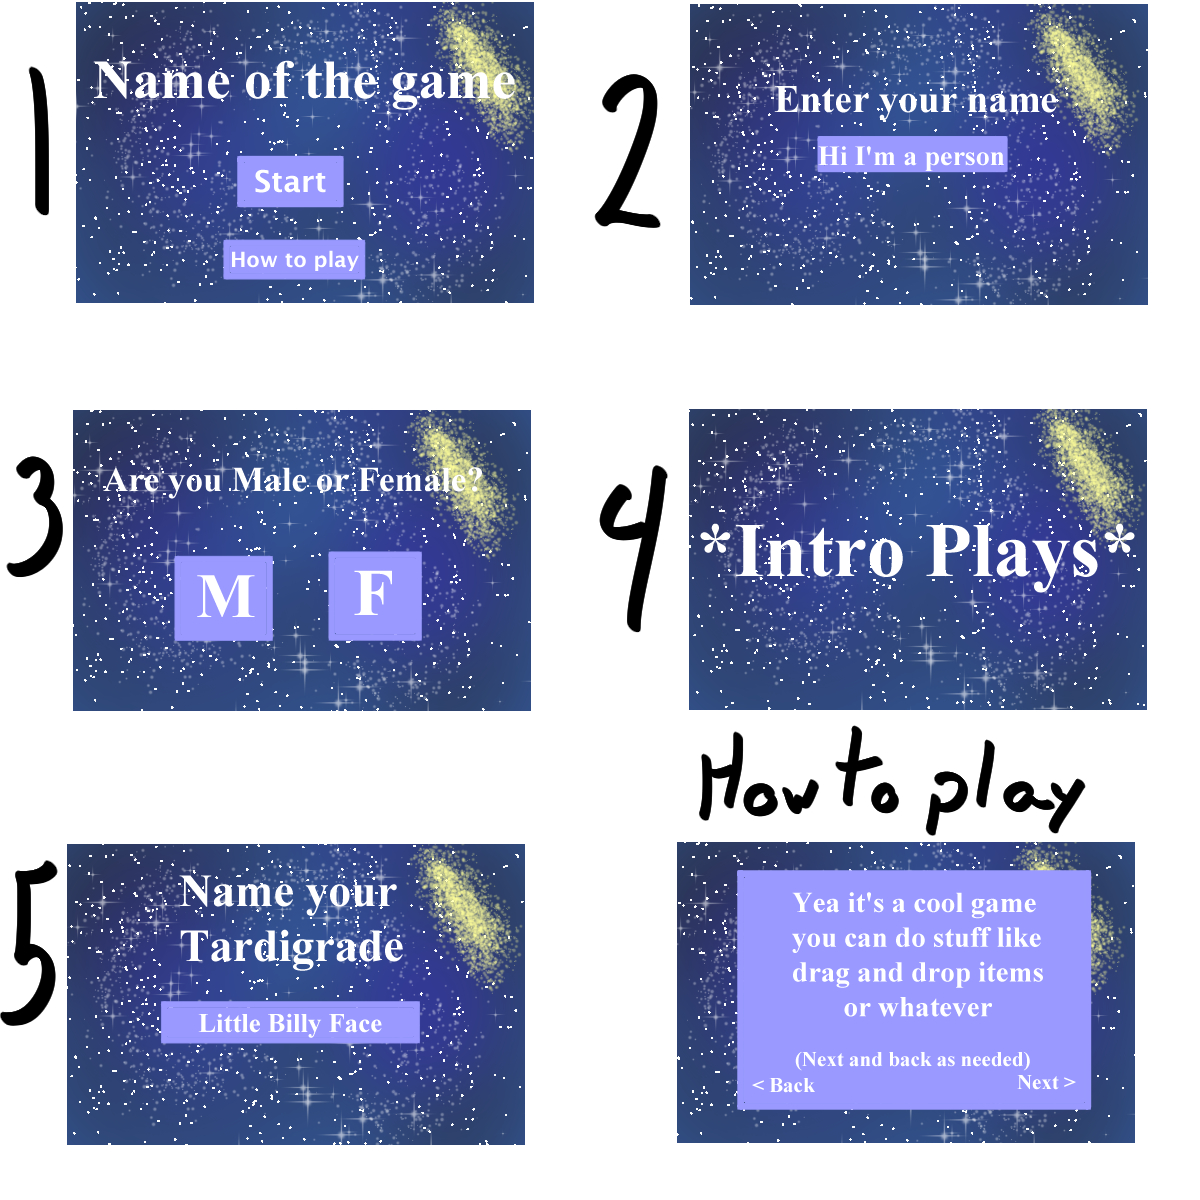 1
Name of the game
Start
How to play
2
Enter your name
Hi I'm a person
3
Are you Male or Female?
M
F
4
*Intro Plays*
5
Name your
Tardigrade
Little Billy Face
How to play
Yea it's a cool game
you can do stuff like
drag and drop items
or whatever
(Next and back as needed)
< Back
Next >